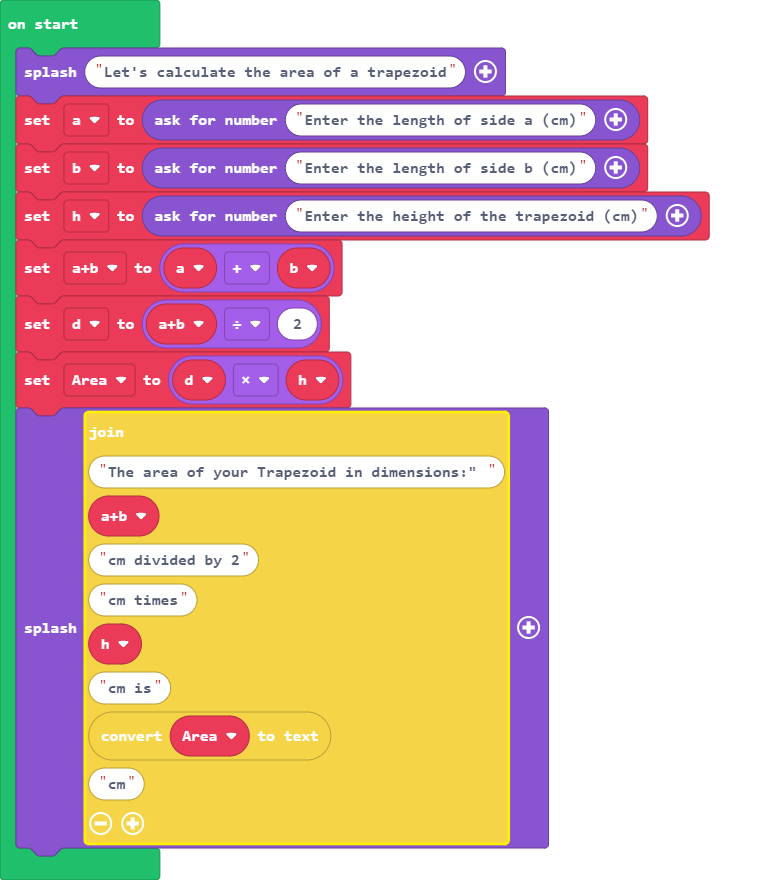 on start
splash "Let's calculate the area of a trapezoid"
set a to ask for number "Enter the length of side a (cm)"
set b to ask for number "Enter the length of side b (cm)"
set h to ask for number "Enter the height of the trapezoid (cm)"
set a+b to a + b
set d to a+b ÷ 2
set Area to d × h
join
"The area of your Trapezoid in dimensions:" "
a+b
"cm divided by 2"
"cm times"
splash
h
"cm is"
convert Area to text
"cm"